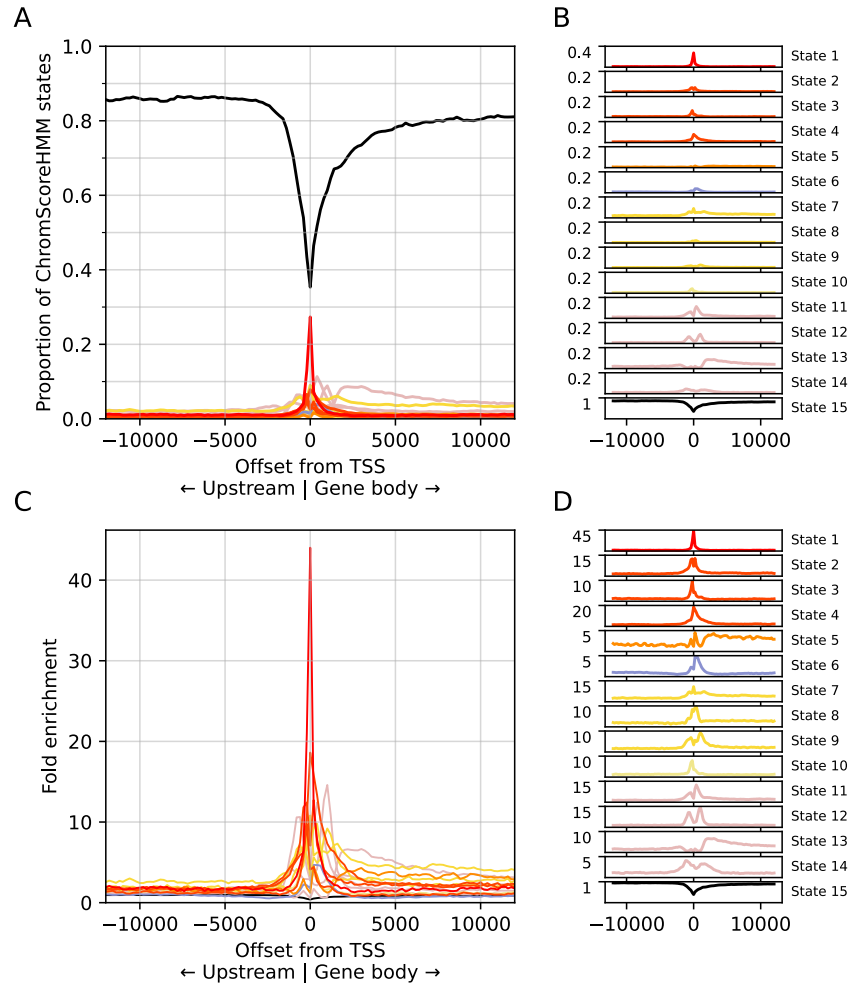 A
Proportion of ChromScoreHMM states
1.0
0.8
0.6
0.4
0.2
0.0
−10000 −5000 0 5000 10000
Offset from TSS
← Upstream | Gene body →
B
0.4 State 1
0.2 State 2
0.2 State 3
0.2 State 4
0.2 State 5
0.2 State 6
0.2 State 7
0.2 State 8
0.2 State 9
0.2 State 10
0.2 State 11
0.2 State 12
0.2 State 13
0.2 State 14
1 State 15
−10000 0 10000
C
Fold enrichment
40
30
20
10
0
−10000 −5000 0 5000 10000
Offset from TSS
← Upstream | Gene body →
D
45 State 1
15 State 2
10 State 3
20 State 4
5 State 5
5 State 6
15 State 7
10 State 8
10 State 9
10 State 10
15 State 11
15 State 12
10 State 13
5 State 14
1 State 15
−10000 0 10000